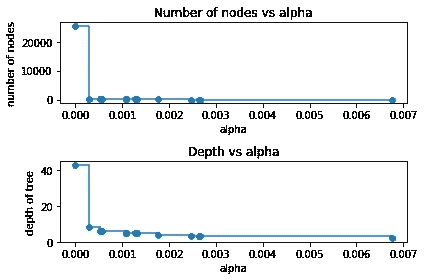 Number of nodes vs alpha
number of nodes
20000
10000
0
0.000 0.001 0.002 0.003 0.004 0.005 0.006 0.007
alpha
Depth vs alpha
depth of tree
40
20
0
0.000 0.001 0.002 0.003 0.004 0.005 0.006 0.007
alpha